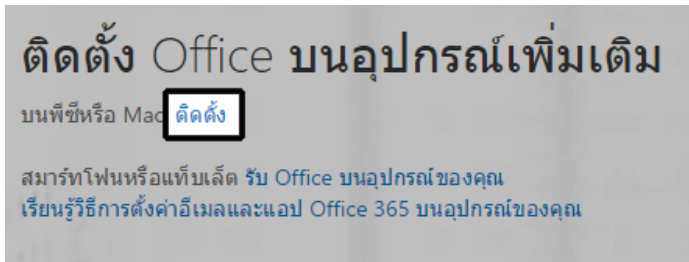 ติดตั้ง Office บนอุปกรณ์เพิ่มเติม
บนพีซีหรือ Mac ติดตั้ง
สมาร์ทโฟนหรือแท็บเล็ต รับ Office บนอุปกรณ์ของคุณ
เรียนรู้วิธีการตั้งค่าอีเมลและแอป Office 365 บนอุปกรณ์ของคุณ